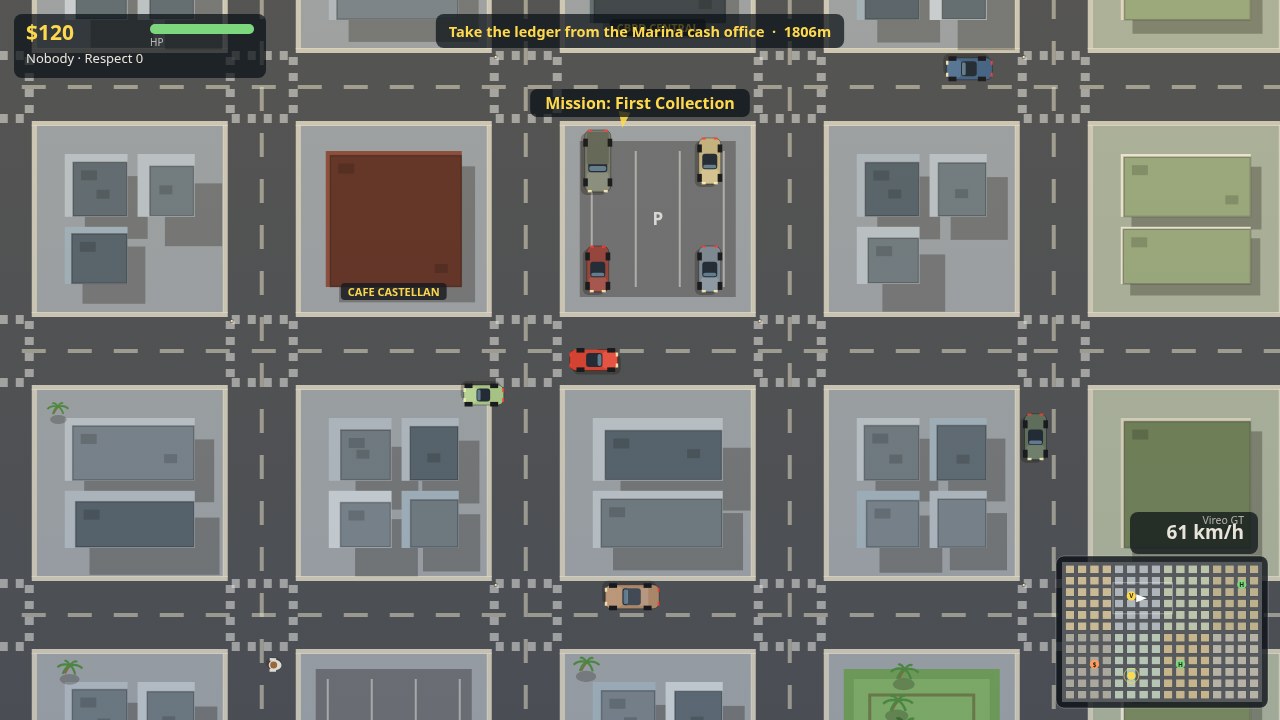 $120
HP
Nobody · Respect 0
Take the ledger from the Marina cash office · 1806m
Mission: First Collection
P
CAFE CASTELLAN
Vireo GT
61 km/h
H
V
$
H